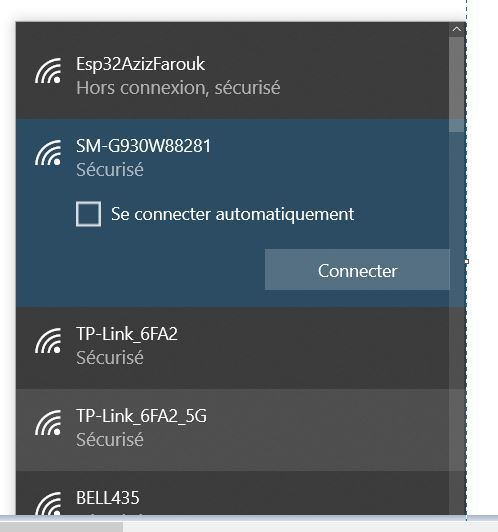 Esp32AzizFarouk
Hors connexion, sécurisé
SM-G930W88281
Sécurisé
Se connecter automatiquement
Connecter
TP-Link_6FA2
Sécurisé
TP-Link_6FA2_5G
Sécurisé
BELL435